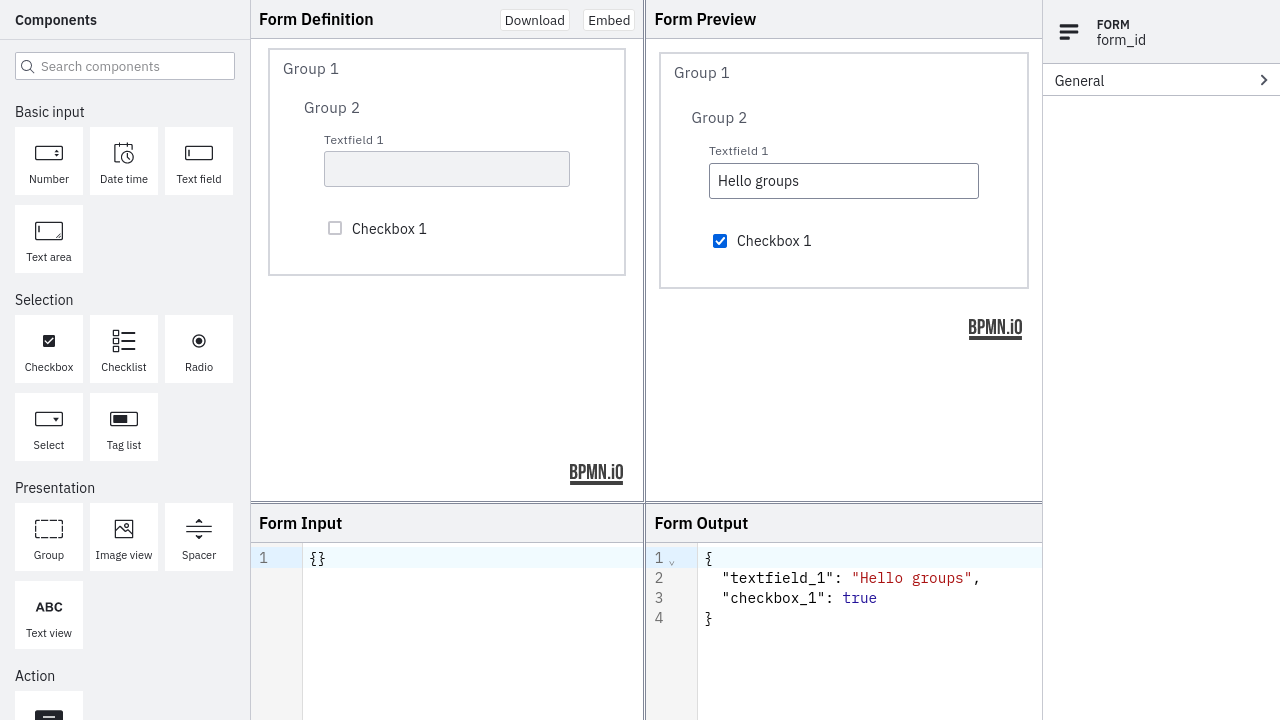 Components
Search components
Basic input
Number
Date time
Text field
Text area
Selection
Checkbox
Checklist
Radio
Select
Tag list
Presentation
Group
Image view
Spacer
ABC
Text view
Action
Form Definition
Download
Embed
Group 1
Group 2
Textfield 1
Checkbox 1
BPMN.iO
Form Preview
Group 1
Group 2
Textfield 1
Hello groups
Checkbox 1
BPMN.iO
Form Input
1 {}
Form Output
1 {
2 "textfield_1": "Hello groups",
3 "checkbox_1": true
4 }
FORM
form_id
General